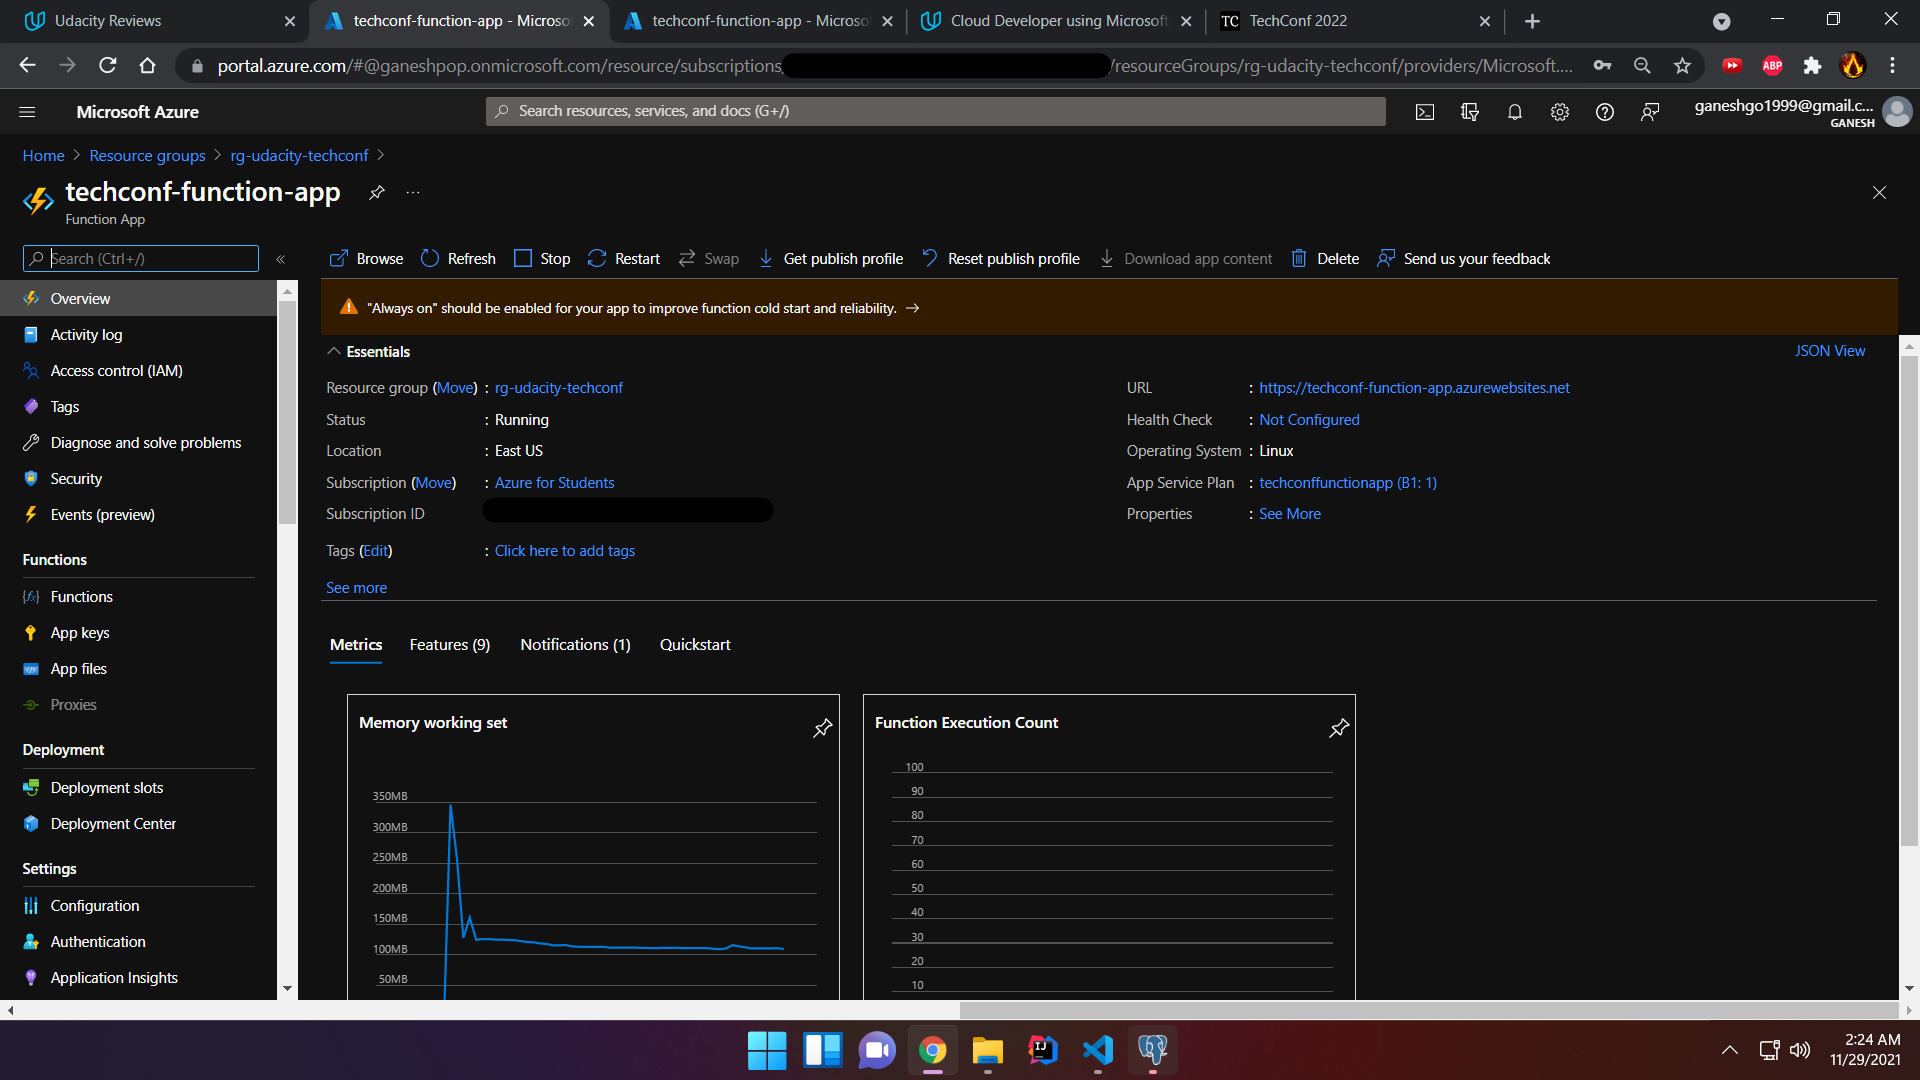 Udacity Reviews
techconf-function-app - Microso
techconf-function-app - Microso
Cloud Developer using Microsoft
TC TechConf 2022
portal.azure.com/#@ganeshpop.onmicrosoft.com/resource/subscriptions
/resourceGroups/rg-udacity-techconf/providers/Microsoft....
ABP
Microsoft Azure
Search resources, services, and docs (G+/)
ganeshgo1999@gmail.c...
GANESH
Home > Resource groups > rg-udacity-techconf >
techconf-function-app
...
Function App
Search (Ctrl+/)
«
Browse
Refresh
Stop
Restart
Swap
Get publish profile
Reset publish profile
Download app content
Delete
Send us your feedback
Overview
Activity log
Access control (IAM)
Tags
Diagnose and solve problems
Security
Events (preview)
Functions
Functions
App keys
App files
Proxies
Deployment
Deployment slots
Deployment Center
Settings
Configuration
Authentication
Application Insights
"Always on" should be enabled for your app to improve function cold start and reliability. →
Essentials
JSON View
Resource group (Move) : rg-udacity-techconf
Status : Running
Location : East US
Subscription (Move) : Azure for Students
Subscription ID
Tags (Edit) : Click here to add tags
See more
URL : https://techconf-function-app.azurewebsites.net
Health Check : Not Configured
Operating System : Linux
App Service Plan : techconffunctionapp (B1: 1)
Properties : See More
Metrics
Features (9)
Notifications (1)
Quickstart
Memory working set
350MB
300MB
250MB
200MB
150MB
100MB
50MB
Function Execution Count
100
90
80
70
60
50
40
30
20
10
IJ
2:24 AM
11/29/2021